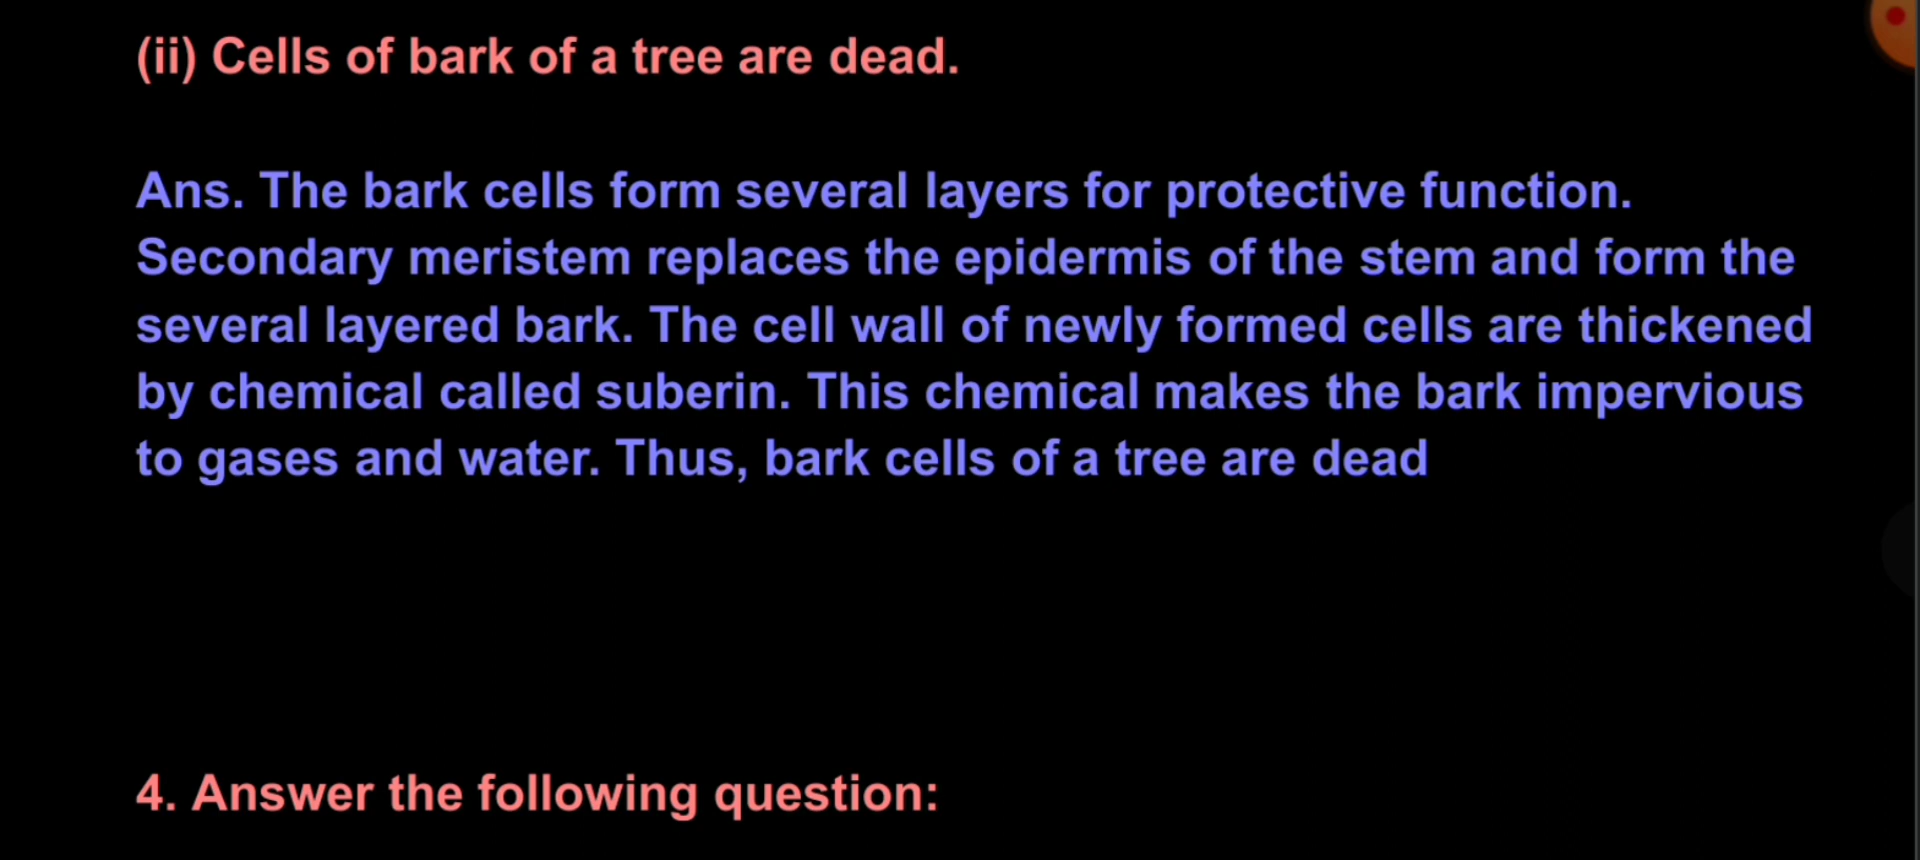 (ii) Cells of bark of a tree are dead.
Ans. The bark cells form several layers for protective function.
Secondary meristem replaces the epidermis of the stem and form the
several layered bark. The cell wall of newly formed cells are thickened
by chemical called suberin. This chemical makes the bark impervious
to gases and water. Thus, bark cells of a tree are dead
4. Answer the following question: